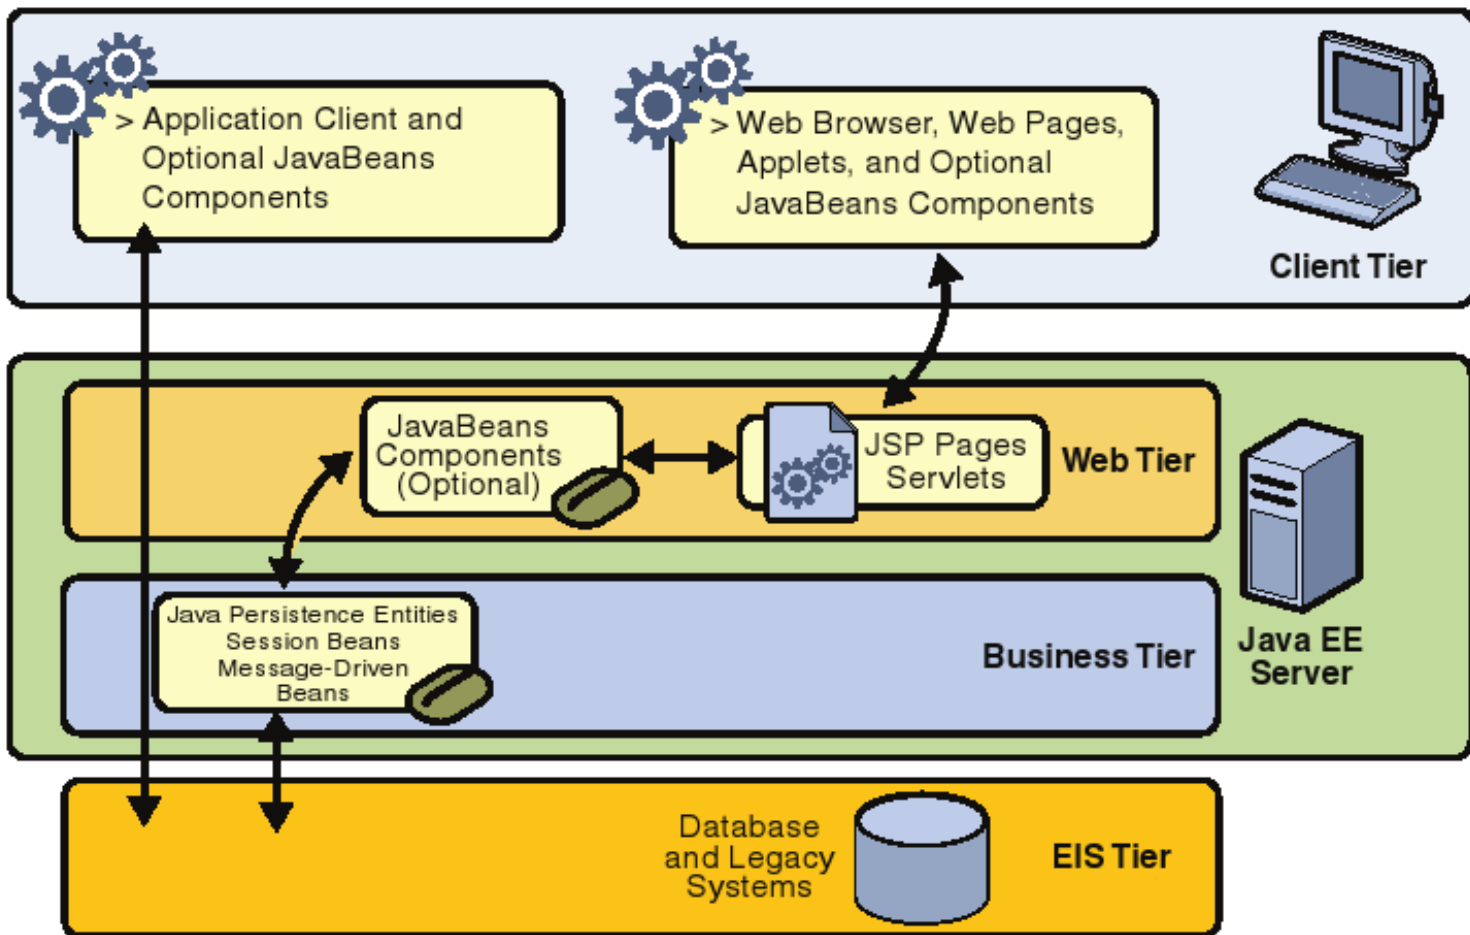 > Application Client and
Optional JavaBeans
Components
> Web Browser, Web Pages,
Applets, and Optional
JavaBeans Components
Client Tier
JavaBeans
Components
(Optional)
JSP Pages
Servlets
Web Tier
Java Persistence Entities
Session Beans
Message-Driven
Beans
Business Tier
Java EE
Server
Database
and Legacy
Systems
EIS Tier